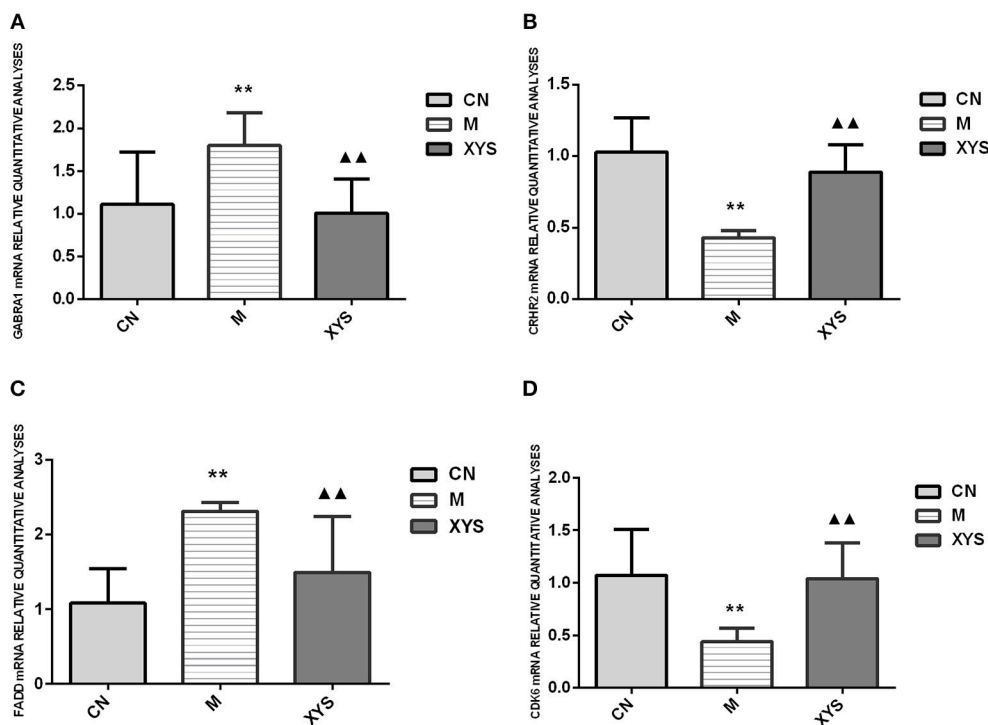 A
GABRA1 mRNA RELATIVE QUANTITATIVE ANALYSES
2.5
2.0
1.5
1.0
0.5
0.0
**
▲▲
CN
M
XYS
CN
M
XYS
B
CRHR2 mRNA RELATIVE QUANTITATIVE ANALYSES
1.5
1.0
0.5
0.0
**
▲▲
CN
M
XYS
CN
M
XYS
C
FADD mRNA RELATIVE QUANTITATIVE ANALYSES
3
2
1
0
**
▲▲
CN
M
XYS
CN
M
XYS
D
CDK6 mRNA RELATIVE QUANTITATIVE ANALYSES
2.0
1.5
1.0
0.5
0.0
**
▲▲
CN
M
XYS
CN
M
XYS